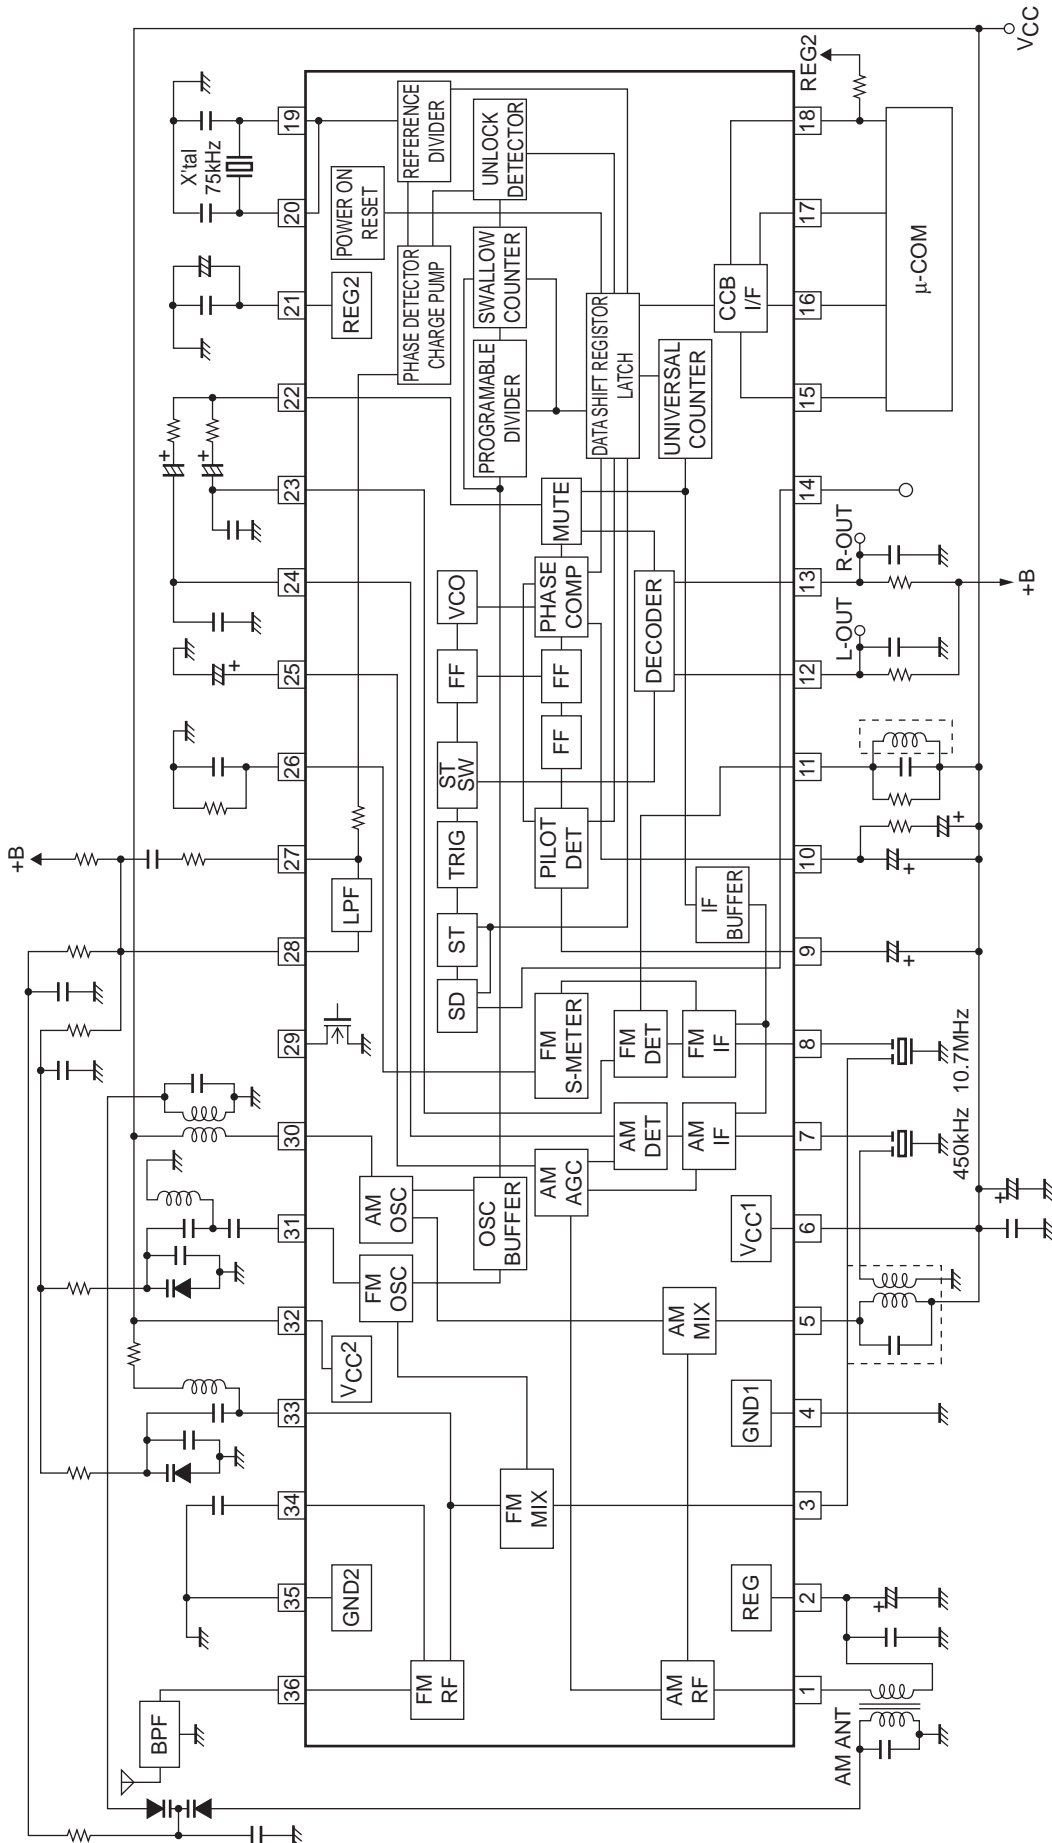 VCC
REG2
+B
X'tal
75kHz
19
20
21
22
23
24
25
26
27
28
29
30
31
32
33
34
35
36
BPF
REFERENCE
DIVIDER
UNLOCK
DETECTOR
POWER ON
RESET
PHASE DETECTOR
CHARGE PUMP
SWALLOW
COUNTER
REG2
PROGRAMABLE
DIVIDER
DATA SHIFT REGISTOR
LATCH
CCB
I/F
UNIVERSAL
COUNTER
MUTE
VCO
PHASE
COMP
DECODER
FF
FF
FF
ST
SW
TRIG
PILOT
DET
LPF
ST
SD
IF
BUFFER
FM
S-METER
FM
DET
FM
IF
AM
DET
AM
IF
AM
AGC
AM
OSC
OSC
BUFFER
FM
OSC
VCC1
AM
MIX
VCC2
GND1
FM
MIX
GND2
REG
FM
RF
AM
RF
18
17
16
15
14
13
12
11
10
9
8
7
6
5
4
3
2
1
µ-COM
R-OUT
L-OUT
+B
10.7MHz
450kHz
AM ANT